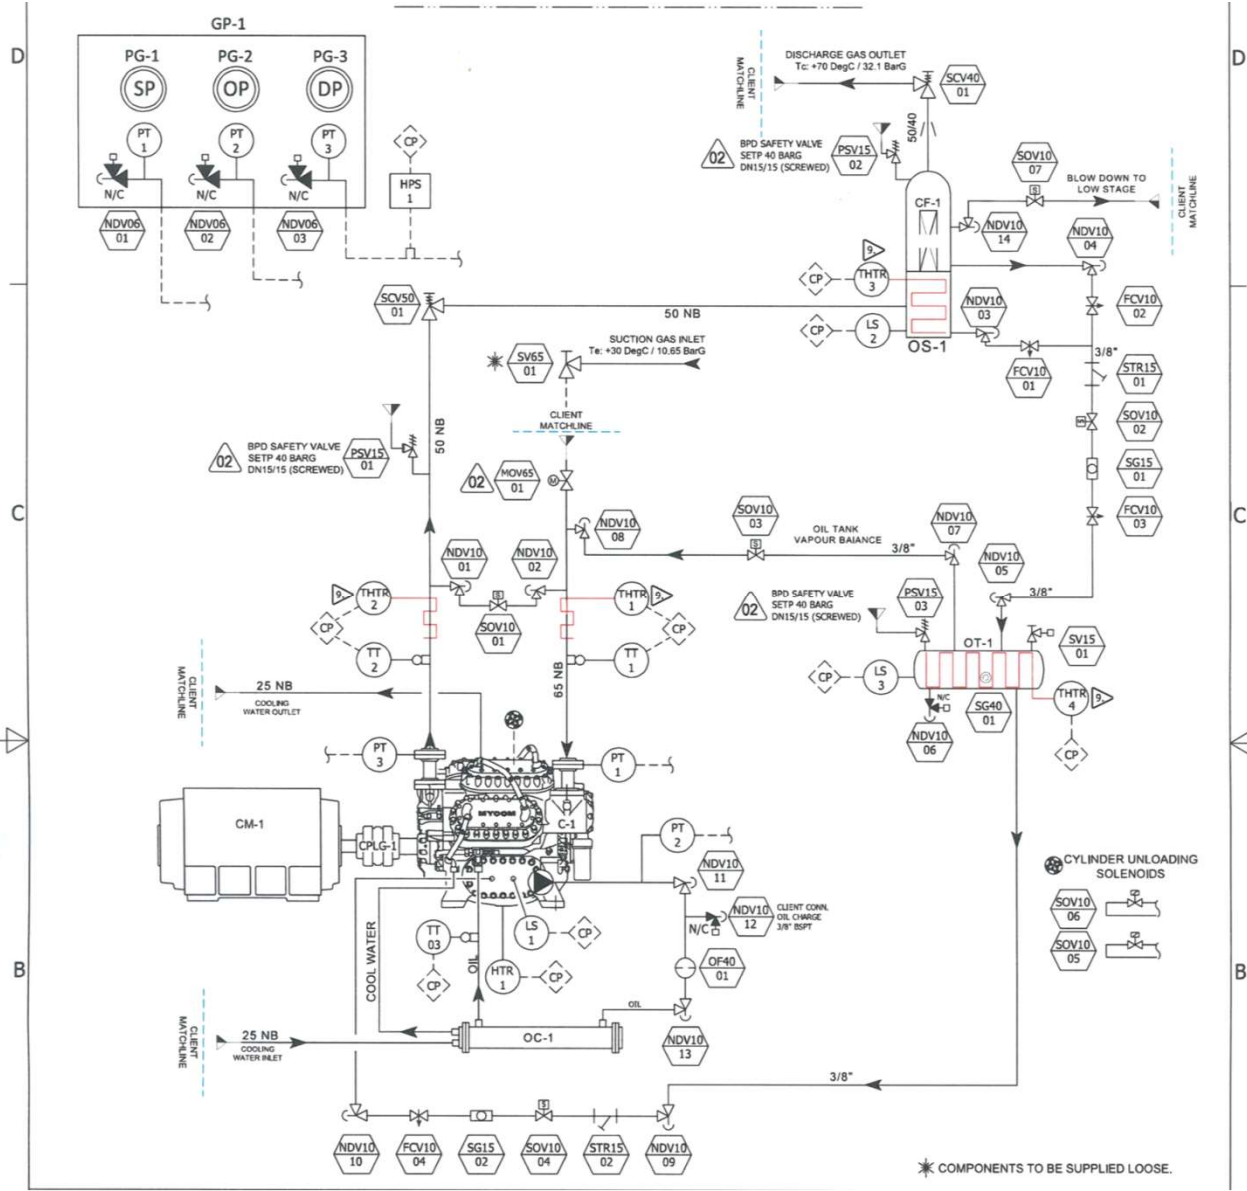 GP-1
PG-1
PG-2
PG-3
SP
OP
DP
PT
1
PT
2
PT
3
N/C
N/C
N/C
NDV06
01
NDV06
02
NDV06
03
CP
HPS
1
D
D
C
C
B
B
DISCHARGE GAS OUTLET
Tc: +70 DegC / 32.1 BarG
CLIENT
MATCHLINE
SCV40
01
50/40
02
BPD SAFETY VALVE
SETP 40 BARG
DN15/15 (SCREWED)
PSV15
02
SOV10
07
BLOW DOWN TO
LOW STAGE
CLIENT
MATCHLINE
CF-1
NDV10
14
NDV10
04
9.
CP
THTR
3
NDV10
03
FCV10
02
CP
LS
2
OS-1
3/8"
FCV10
01
STR15
01
SOV10
02
S
SG15
01
FCV10
03
SCV50
01
50 NB
SUCTION GAS INLET
Te: +30 DegC / 10.65 BarG
SV65
01
CLIENT
MATCHLINE
50 NB
02
BPD SAFETY VALVE
SETP 40 BARG
DN15/15 (SCREWED)
PSV15
01
02
MOV65
01
M
NDV10
08
SOV10
03
S
OIL TANK
VAPOUR BAIANCE
3/8"
NDV10
07
NDV10
05
3/8"
NDV10
01
NDV10
02
S
SOV10
01
9.
THTR
2
CP
TT
2
THTR
1
9.
CP
TT
1
65 NB
02
BPD SAFETY VALVE
SETP 40 BARG
DN15/15 (SCREWED)
PSV15
03
OT-1
SV15
01
CP
LS
3
N/C
SG40
01
THTR
4
9.
NDV10
06
CP
CLIENT
MATCHLINE
25 NB
COOLING
WATER OUTLET
PT
3
PT
1
CM-1
CPLG-1
MYCOM
C-1
PT
2
NDV10
11
NDV10
12
CLIENT CONN.
OIL CHARGE
3/8" BSPT
N/C
CYLINDER UNLOADING
SOLENOIDS
SOV10
06
SOV10
05
COOL WATER
TT
03
CP
OIL
LS
1
CP
HTR
1
CP
OF40
01
OIL
NDV10
13
OC-1
CLIENT
MATCHLINE
25 NB
COOLING
WATER INLET
3/8"
S
NDV10
10
FCV10
04
SG15
02
SOV10
04
STR15
02
NDV10
09
COMPONENTS TO BE SUPPLIED LOOSE.